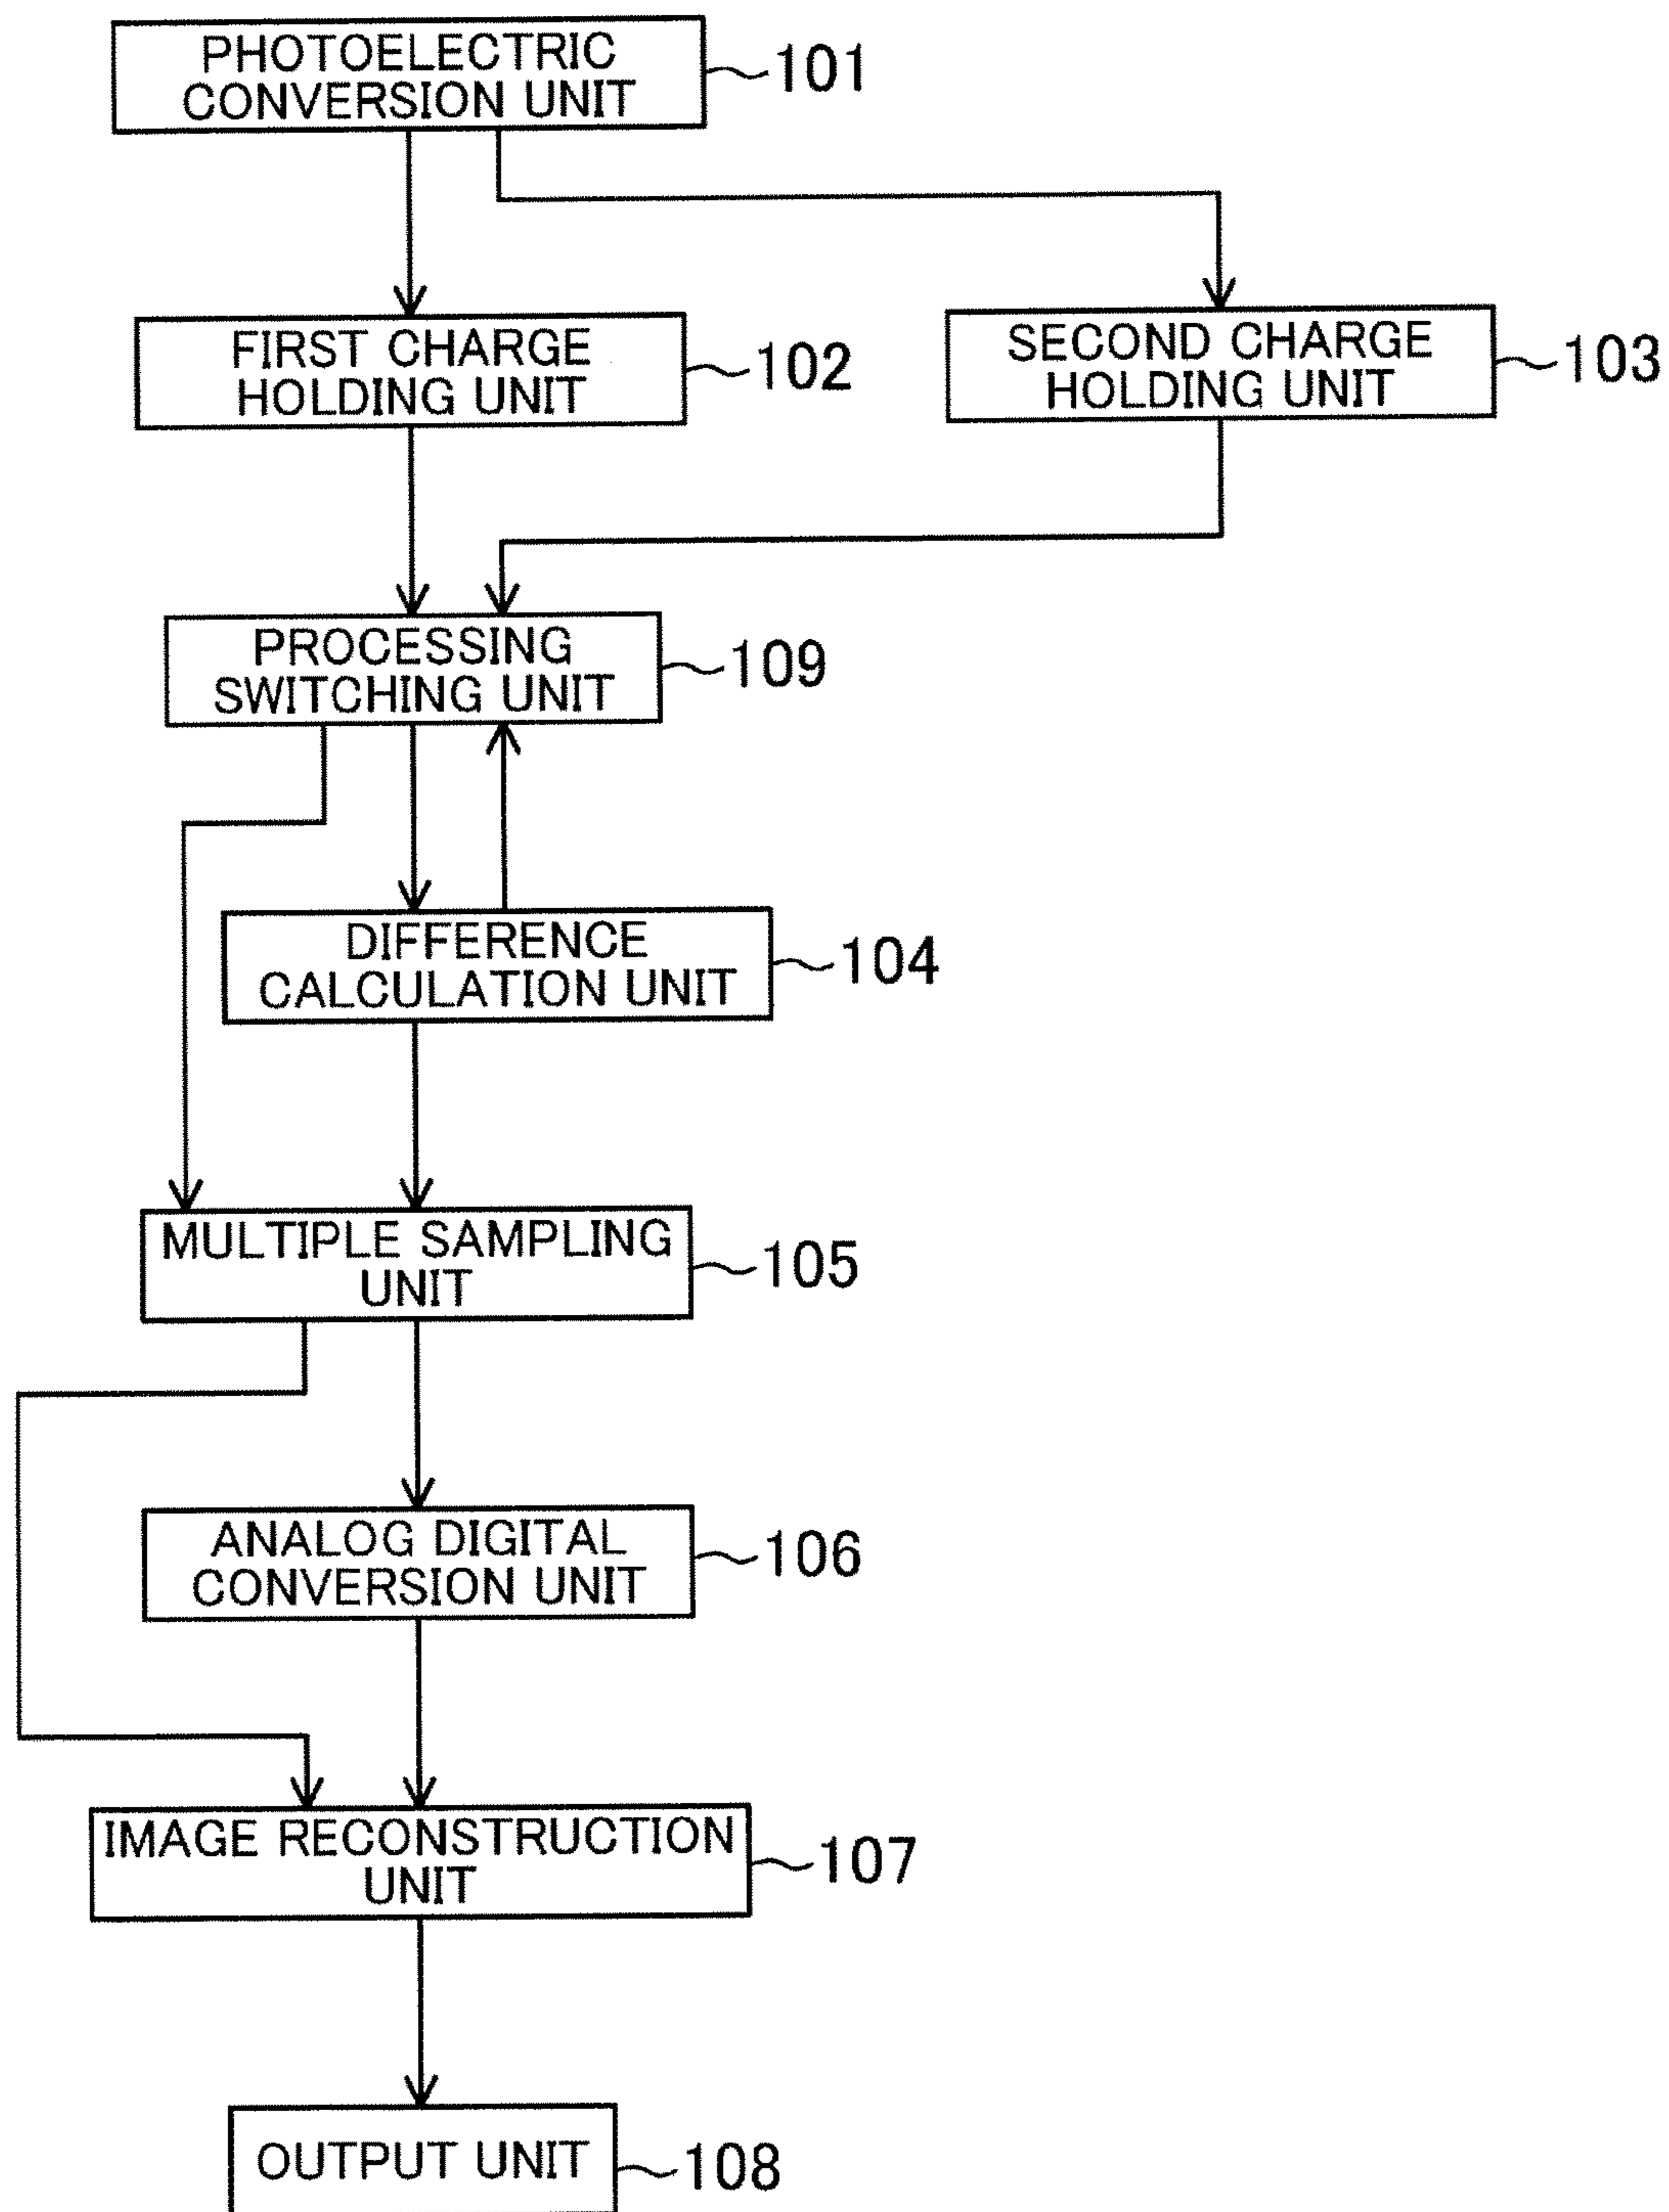 PHOTOELECTRIC
CONVERSION UNIT
101
FIRST CHARGE
HOLDING UNIT
102
SECOND CHARGE
HOLDING UNIT
103
PROCESSING
SWITCHING UNIT
109
DIFFERENCE
CALCULATION UNIT
104
MULTIPLE SAMPLING
UNIT
105
ANALOG DIGITAL
CONVERSION UNIT
106
IMAGE RECONSTRUCTION
UNIT
107
OUTPUT UNIT
108